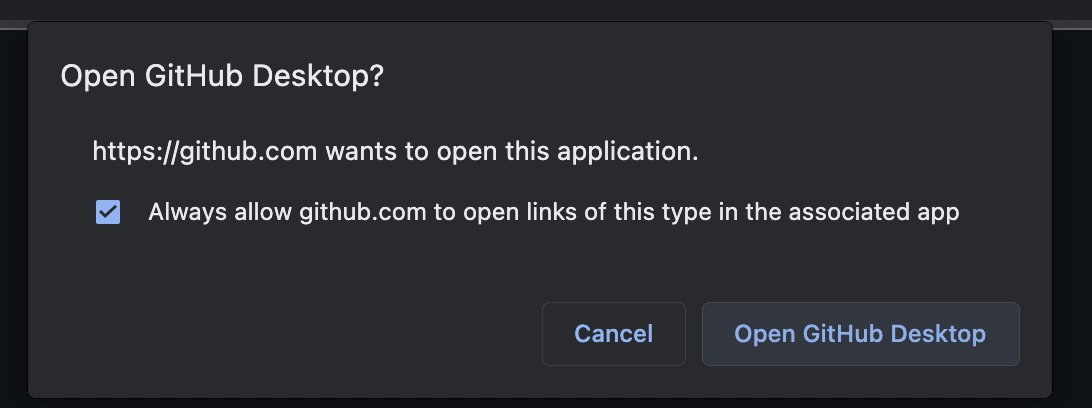 Open GitHub Desktop?
https://github.com wants to open this application.
Always allow github.com to open links of this type in the associated app
Cancel
Open GitHub Desktop